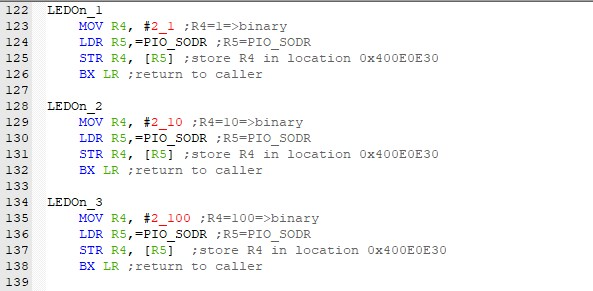 122 LEDOn_1
123 MOV R4, #2_1 ;R4=1=>binary
124 LDR R5,=PIO_SODR ;R5=PIO_SODR
125 STR R4, [R5] ;store R4 in location 0x400E0E30
126 BX LR ;return to caller
127
128 LEDOn_2
129 MOV R4, #2_10 ;R4=10=>binary
130 LDR R5,=PIO_SODR ;R5=PIO_SODR
131 STR R4, [R5] ;store R4 in location 0x400E0E30
132 BX LR ;return to caller
133
134 LEDOn_3
135 MOV R4, #2_100 ;R4=100=>binary
136 LDR R5,=PIO_SODR ;R5=PIO_SODR
137 STR R4, [R5] ;store R4 in location 0x400E0E30
138 BX LR ;return to caller
139